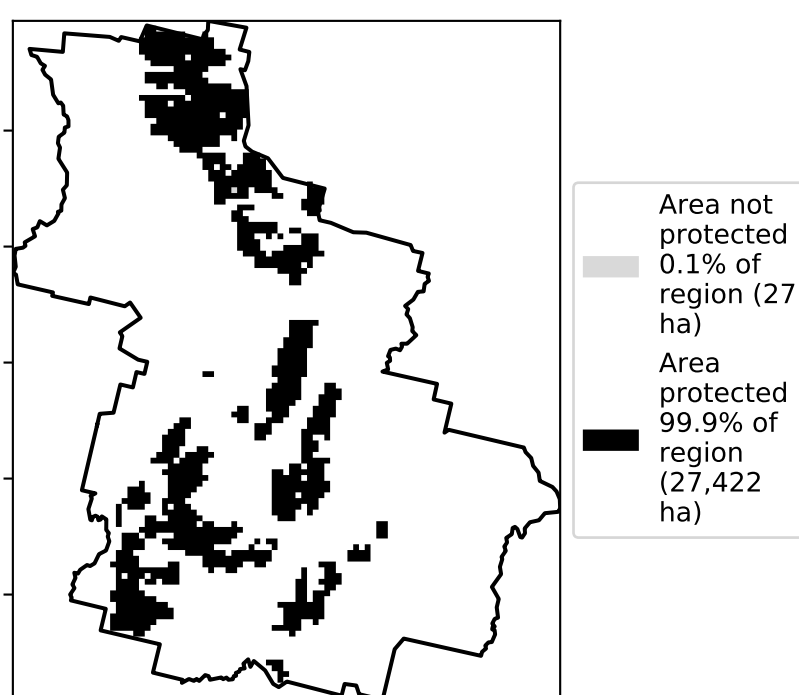 Area not
protected
0.1% of
region (27
ha)
Area
protected
99.9% of
region
(27,422
ha)